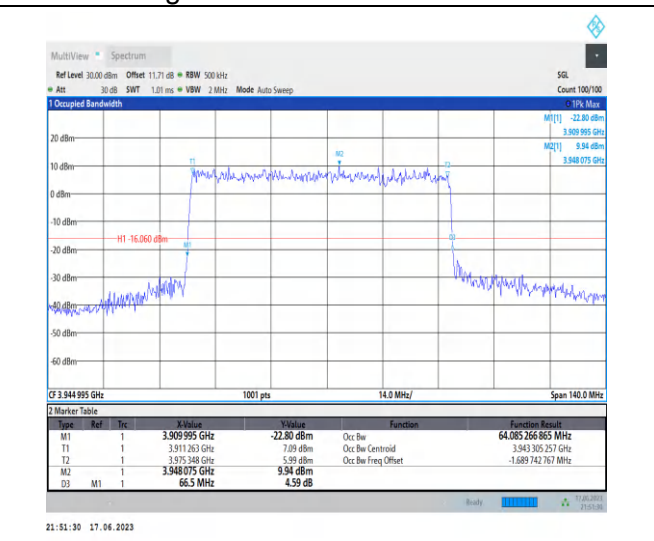 MultiView Spectrum
Ref Level 30.00 dBm Offset 11.71 dB RBW 500 kHz SGL
Att 30 dB SWT 1.01 ms VBW 2 MHz Mode Auto Sweep Count 100/100
1 Occupied Bandwidth 1Pk Max
M1[1] -22.80 dBm
3.909 995 GHz
20 dBm
M2[1] 9.94 dBm
3.948 075 GHz
M2
T1 T2
10 dBm
0 dBm
-10 dBm
H1 -16.060 dBm D3
M1
-20 dBm
-30 dBm
-40 dBm
-50 dBm
-60 dBm
CF 3.944 995 GHz 1001 pts 14.0 MHz/ Span 140.0 MHz
2 Marker Table
Type Ref Trc X-Value Y-Value Function Function Result
M1 1 3.909 995 GHz -22.80 dBm Occ Bw 64.085 266 865 MHz
T1 1 3.911 263 GHz 7.09 dBm Occ Bw Centroid 3.943 305 257 GHz
T2 1 3.975 348 GHz 5.99 dBm Occ Bw Freq Offset -1.689 742 767 MHz
M2 1 3.948 075 GHz 9.94 dBm
D3 M1 1 66.5 MHz 4.59 dB
Ready 17.06.2023
21:51:30
21:51:30 17.06.2023